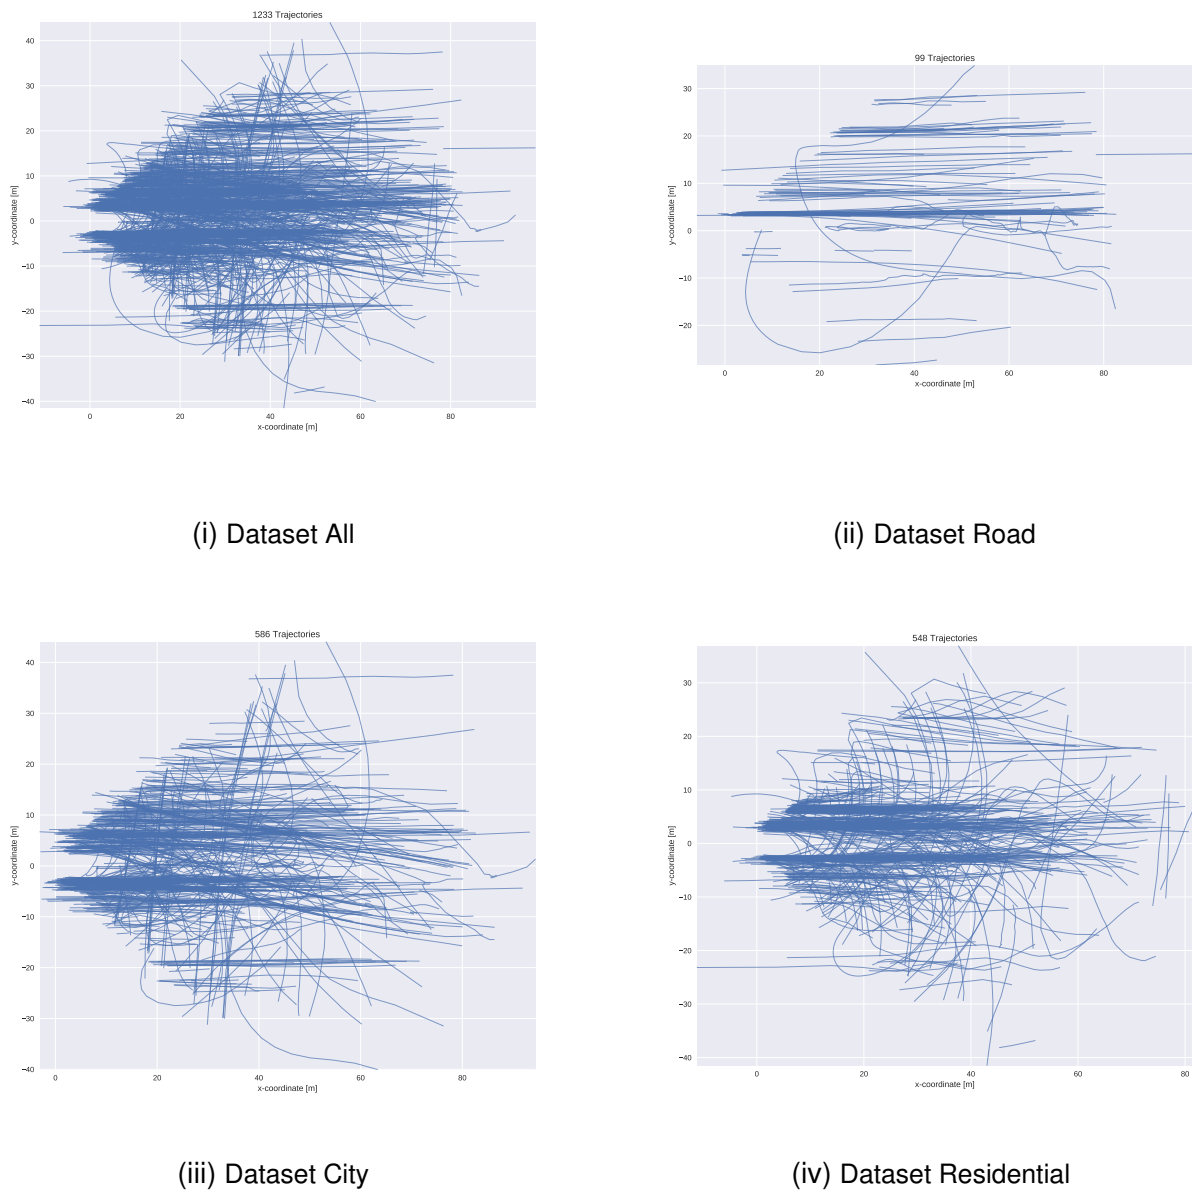 1233 Trajectories
40
30
20
10
0
−10
−20
−30
−40
y-coordinate [m]
0 20 40 60 80
x-coordinate [m]
(i) Dataset All
99 Trajectories
30
20
10
0
−10
−20
y-coordinate [m]
0 20 40 60 80
x-coordinate [m]
(ii) Dataset Road
586 Trajectories
40
30
20
10
0
−10
−20
−30
−40
y-coordinate [m]
0 20 40 60 80
x-coordinate [m]
(iii) Dataset City
548 Trajectories
30
20
10
0
−10
−20
−30
−40
y-coordinate [m]
0 20 40 60 80
x-coordinate [m]
(iv) Dataset Residential